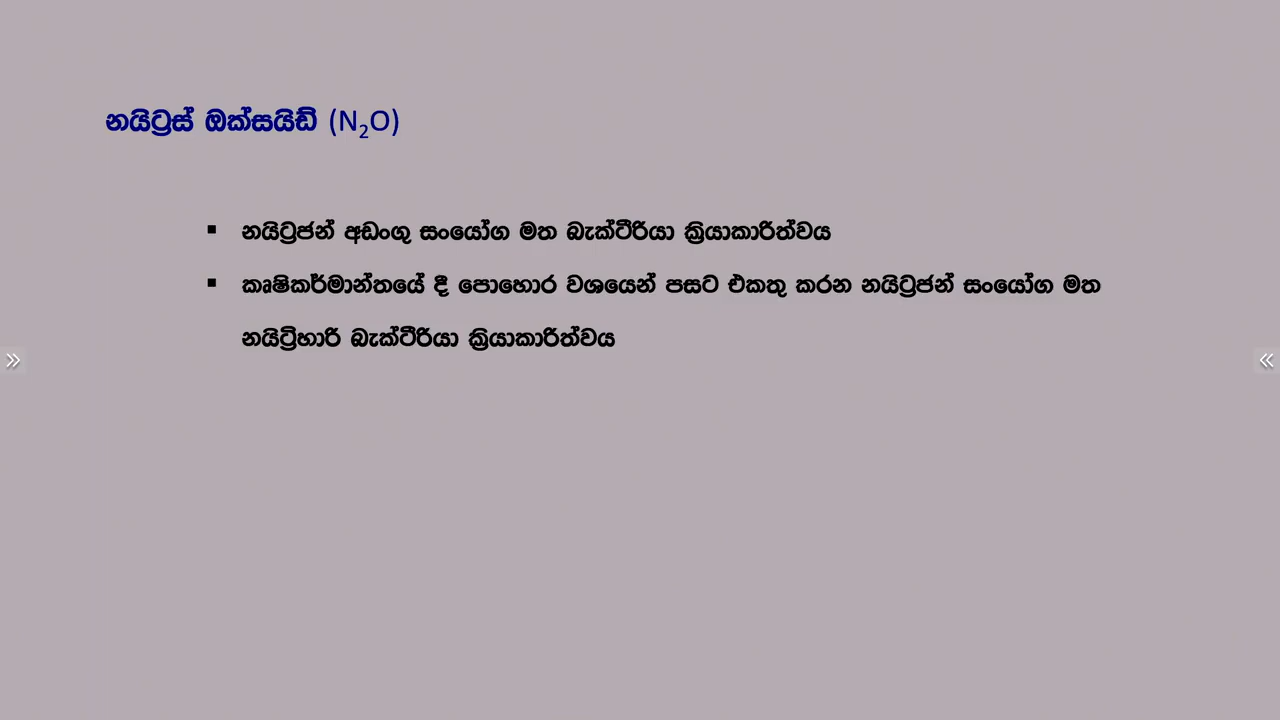 නයිට්‍රස් ඔක්සයිඩ් (N₂O)
▪ නයිට්‍රජන් අඩංගු සංයෝග මත බැක්ටීරියා ක්‍රියාකාරිත්වය
▪ කෘෂිකර්මාන්තයේ දී පොහොර වශයෙන් පසට එකතු කරන නයිට්‍රජන් සංයෝග මත
නයිට්‍රිහාරී බැක්ටීරියා ක්‍රියාකාරිත්වය